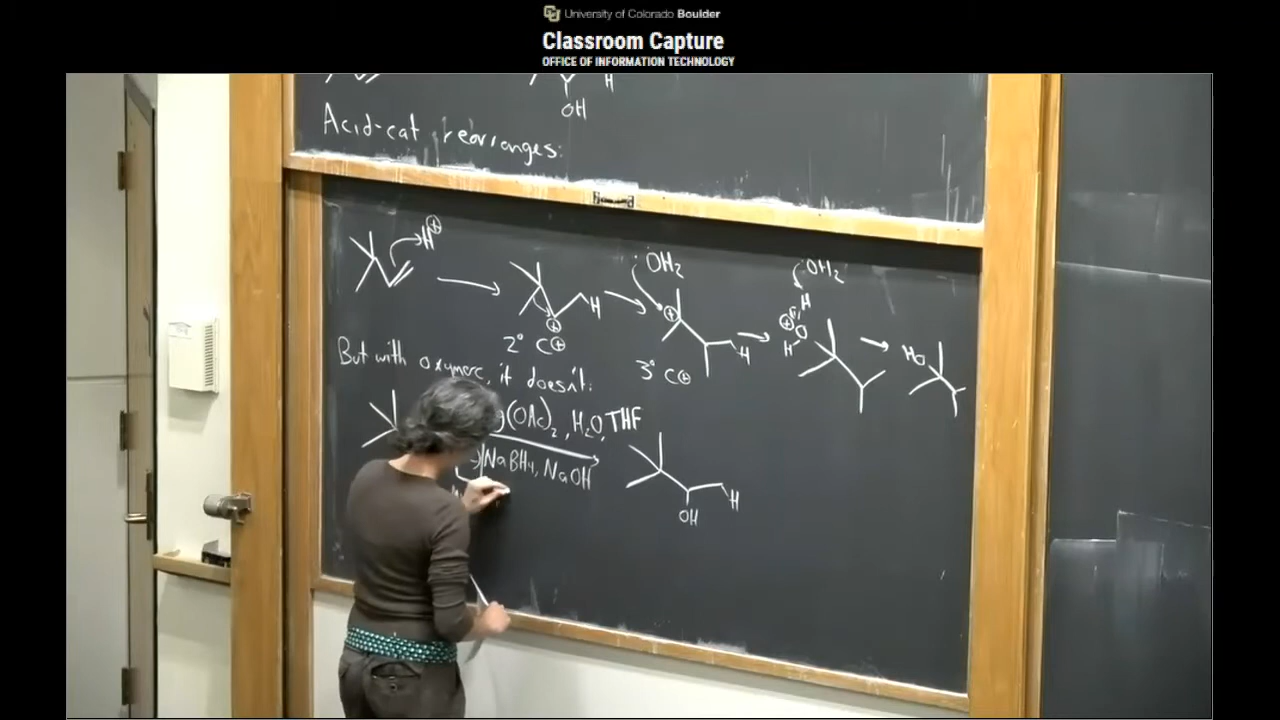 University of Colorado Boulder
Classroom Capture
OFFICE OF INFORMATION TECHNOLOGY
H
OH
Acid-cat rearranges:
H⊕
⊕
H
2° C⊕
:OH₂
⊕
H
3° C⊕
:OH₂
H
⊕
O
H
HO
But with oxymerc, it doesn't:
g(OAc)₂, H₂O, THF
NaBH₄, NaOH
OH
H